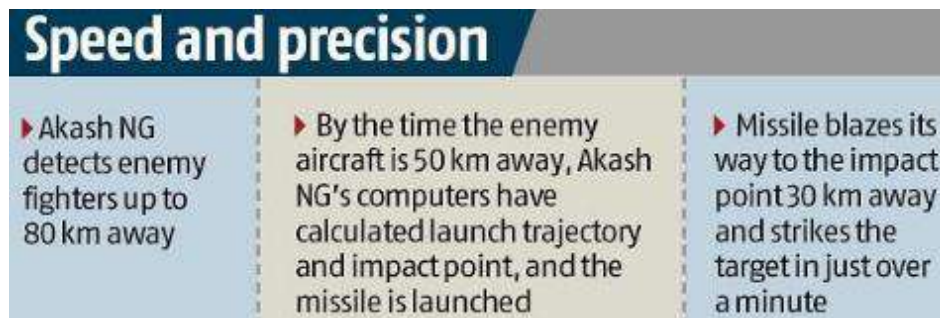 Speed and precision
▶ Akash NG
detects enemy
fighters up to
80 km away
▶ By the time the enemy
aircraft is 50 km away, Akash
NG's computers have
calculated launch trajectory
and impact point, and the
missile is launched
▶ Missile blazes its
way to the impact
point 30 km away
and strikes the
target in just over
a minute